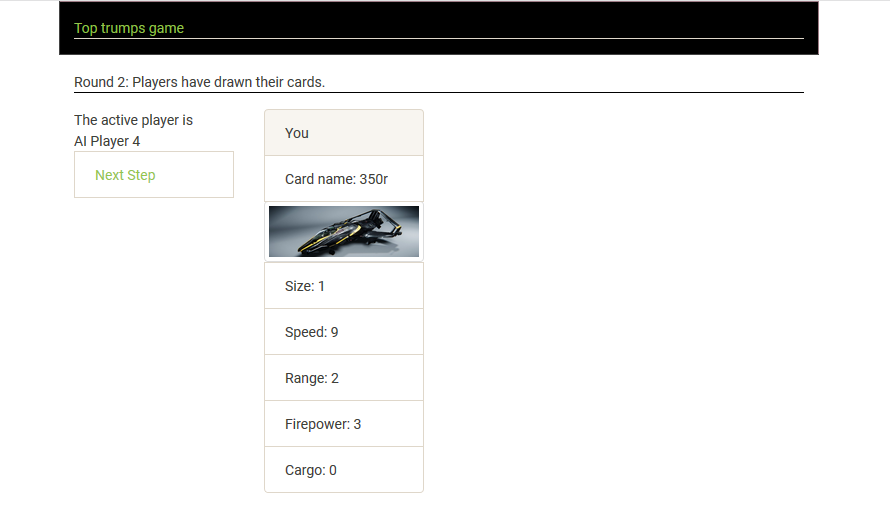 Top trumps game
Round 2: Players have drawn their cards.
The active player is
AI Player 4
Next Step
You
Card name: 350r
Size: 1
Speed: 9
Range: 2
Firepower: 3
Cargo: 0